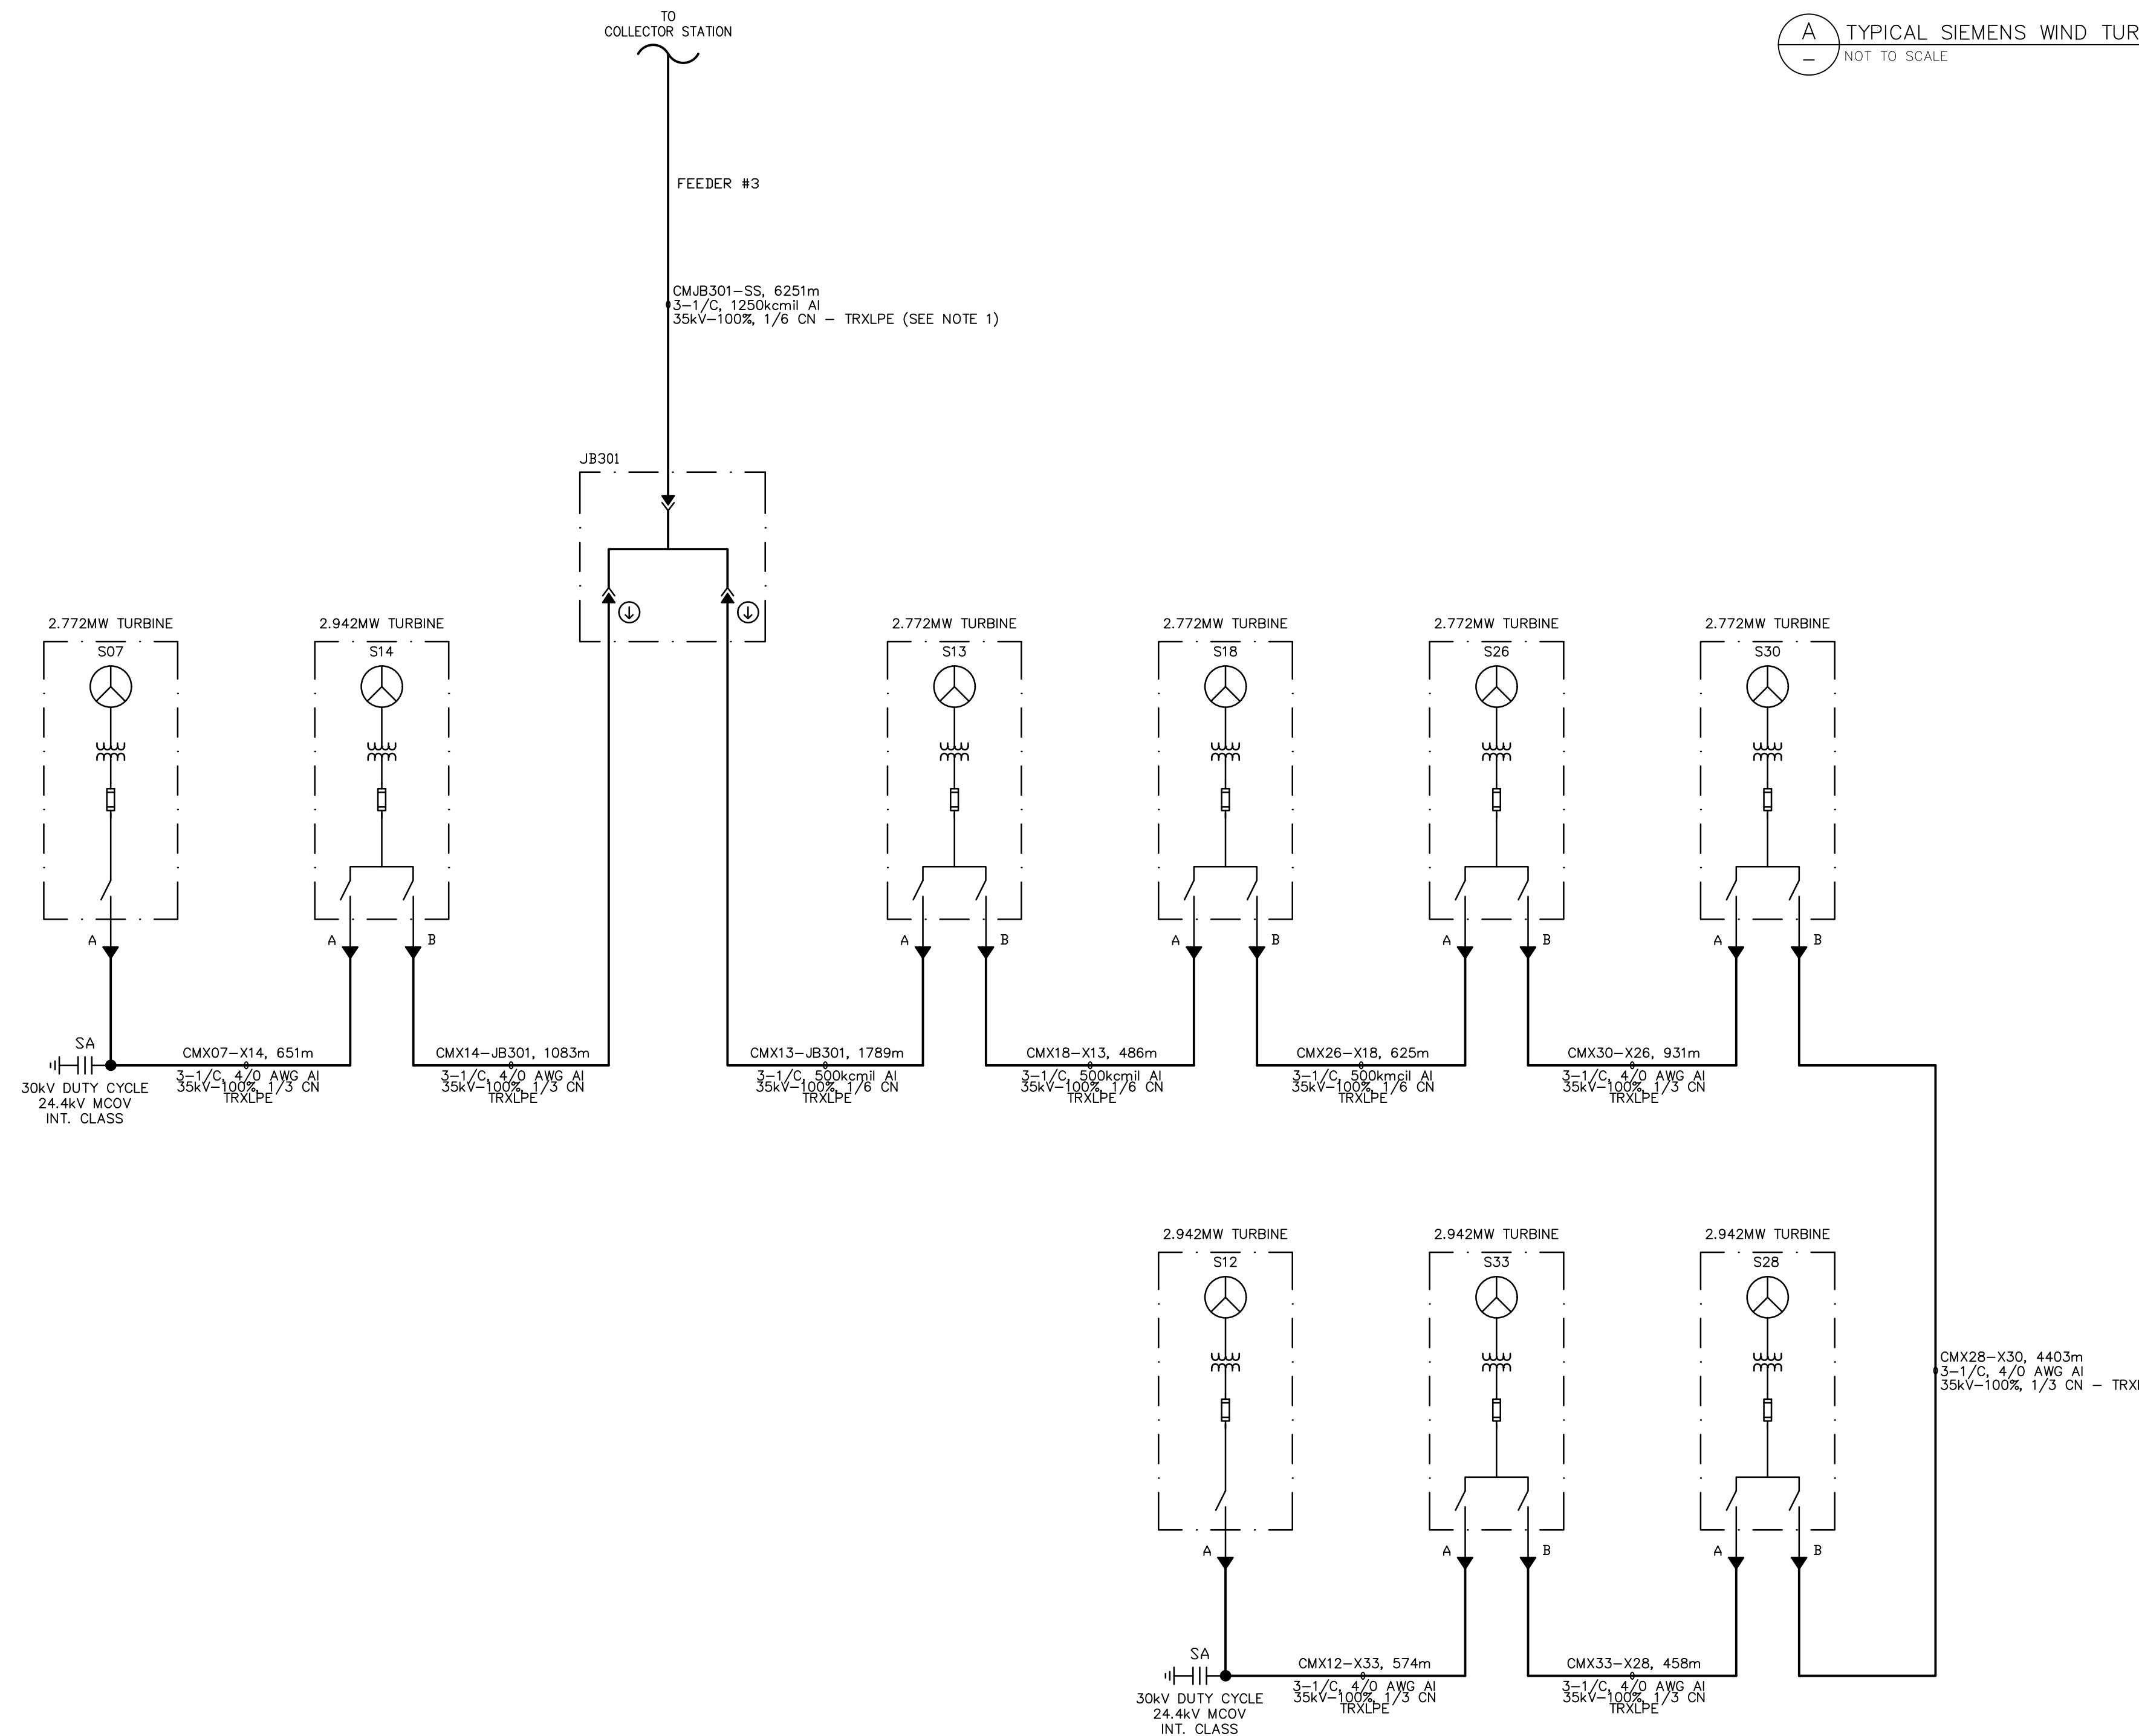 TO
COLLECTOR STATION
A
TYPICAL SIEMENS WIND
–
NOT TO SCALE
FEEDER #3
CMJB301–SS, 6251m
3–1/C, 1250kcmil Al
35kV–100%, 1/6 CN – TRXLPE (SEE NOTE 1)
JB301
2.772MW TURBINE
S07
A
2.942MW TURBINE
S14
A
B
2.772MW TURBINE
S13
A
B
2.772MW TURBINE
S18
A
B
2.772MW TURBINE
S26
A
B
2.772MW TURBINE
S30
A
B
SA
30kV DUTY CYCLE
24.4kV MCOV
INT. CLASS
CMX07–X14, 651m
3–1/C, 4/0 AWG Al
35kV–100%, 1/3 CN
TRXLPE
CMX14–JB301, 1083m
3–1/C, 4/0 AWG Al
35kV–100%, 1/3 CN
TRXLPE
CMX13–JB301, 1789m
3–1/C, 500kcmil Al
35kV–100%, 1/6 CN
TRXLPE
CMX18–X13, 486m
3–1/C, 500kcmil Al
35kV–100%, 1/6 CN
TRXLPE
CMX26–X18, 625m
3–1/C, 500kmcil Al
35kV–100%, 1/6 CN
TRXLPE
CMX30–X26, 931m
3–1/C, 4/0 AWG Al
35kV–100%, 1/3 CN
TRXLPE
2.942MW TURBINE
S12
A
2.942MW TURBINE
S33
A
B
2.942MW TURBINE
S28
A
B
CMX28–X30, 4403m
3–1/C, 4/0 AWG Al
35kV–100%, 1/3 CN –
SA
30kV DUTY CYCLE
24.4kV MCOV
INT. CLASS
CMX12–X33, 574m
3–1/C, 4/0 AWG Al
35kV–100%, 1/3 CN
TRXLPE
CMX33–X28, 458m
3–1/C, 4/0 AWG Al
35kV–100%, 1/3 CN
TRXLPE